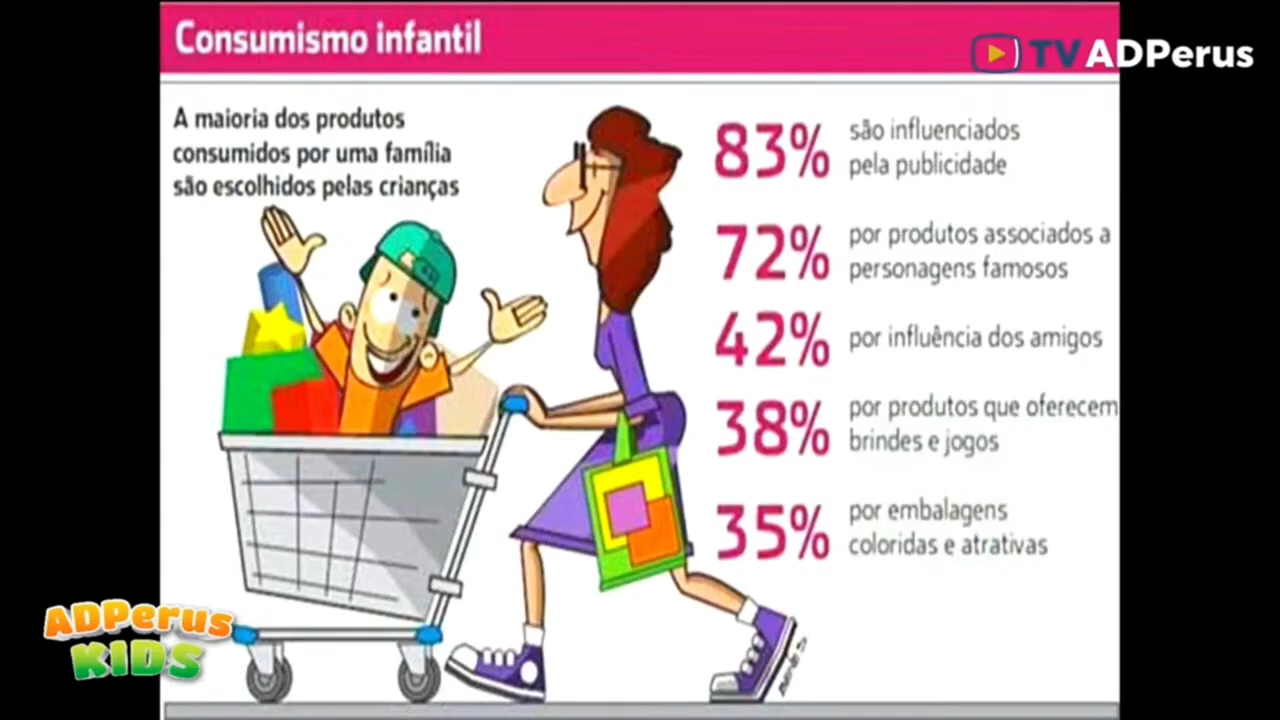 Consumismo infantil
TVADPerus
A maioria dos produtos
consumidos por uma família
são escolhidos pelas crianças
83% são influenciados
pela publicidade
72% por produtos associados a
personagens famosos
42% por influência dos amigos
38% por produtos que oferecem
brindes e jogos
35% por embalagens
coloridas e atrativas
ADPerus
KIDS